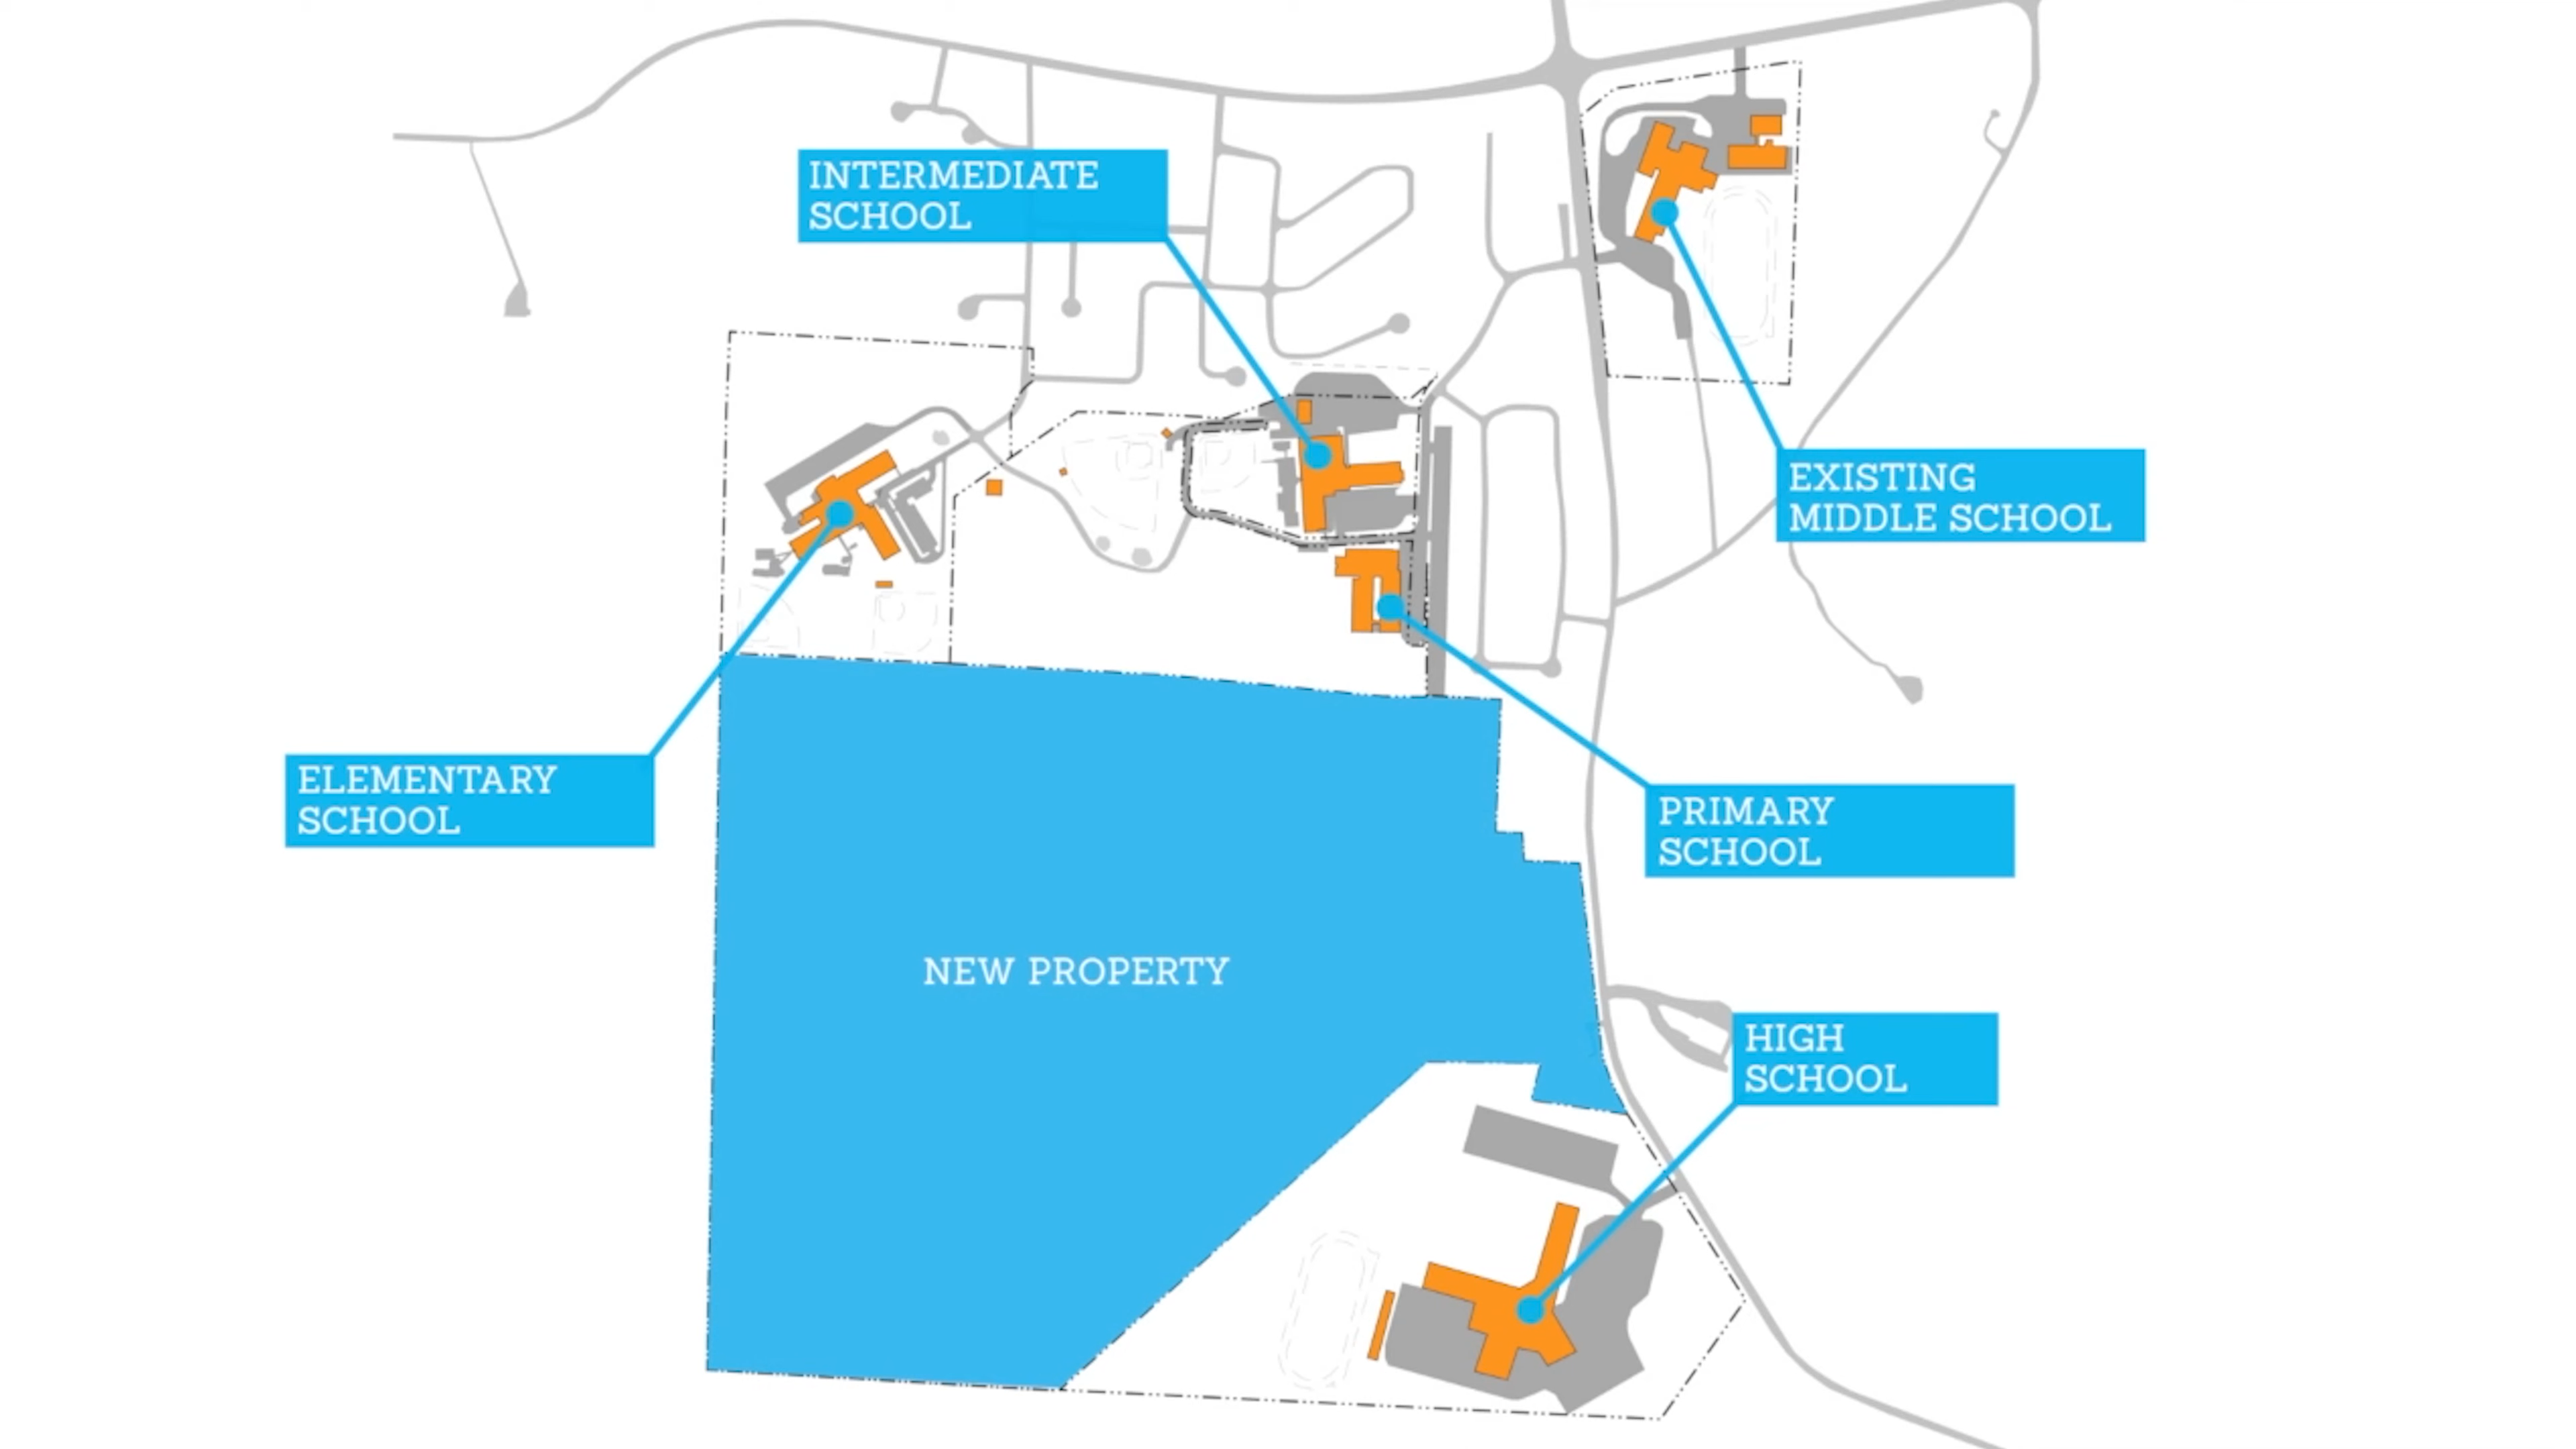 INTERMEDIATE
SCHOOL
EXISTING
MIDDLE SCHOOL
ELEMENTARY
SCHOOL
PRIMARY
SCHOOL
NEW PROPERTY
HIGH
SCHOOL